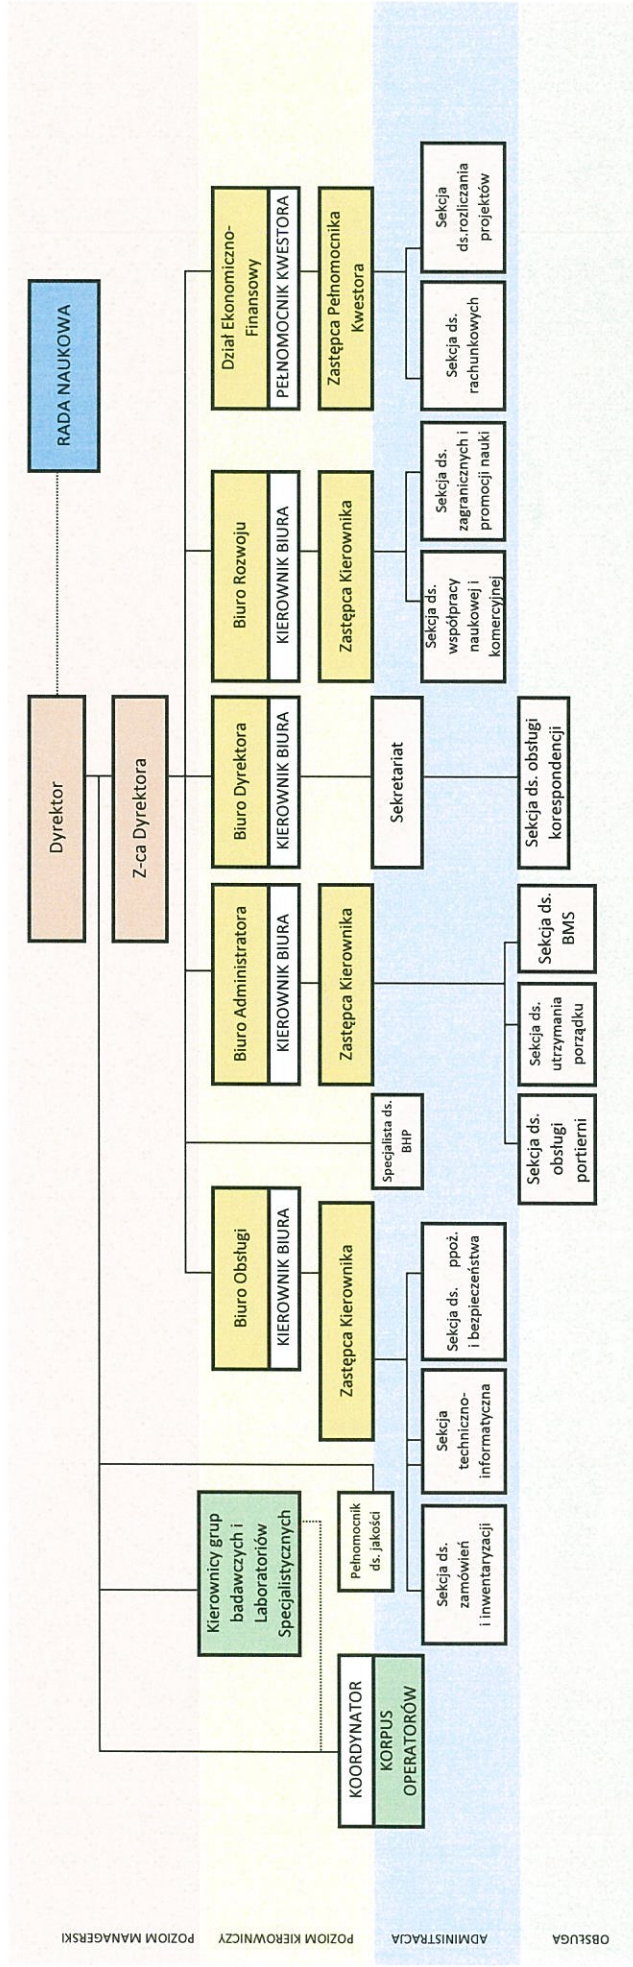 RADA NAUKOWA
Dyrektor
Z-ca Dyrektora
POZIOM MANAGERSKI
Kierownicy grup
badawczych i
Laboratoriów
Specjalistycznych
Biuro Obsługi
KIEROWNIK BIURA
Biuro Administratora
KIEROWNIK BIURA
Biuro Dyrektora
KIEROWNIK BIURA
Biuro Rozwoju
KIEROWNIK BIURA
Dział Ekonomiczno-
Finansowy
PEŁNOMOCNIK KWESTORA
POZIOM KIEROWNICZY
KOORDYNATOR
KORPUS
OPERATORÓW
Pełnomocnik
ds. jakości
Zastępca Kierownika
Zastępca Kierownika
Zastępca Kierownika
Zastępca Pełnomocnika
Kwestora
Specjalista ds.
BHP
Sekretariat
ADMINISTRACJA
Sekcja ds.
zamówień
i inwentaryzacji
Sekcja
techniczno-
informatyczna
Sekcja ds. ppoż.
i bezpieczeństwa
Sekcja ds.
współpracy
naukowej i
komercyjnej
Sekcja ds.
zagranicznych i
promocji nauki
Sekcja ds.
rachunkowych
Sekcja
ds.rozliczania
projektów
OBSŁUGA
Sekcja ds.
obsługi
portierni
Sekcja ds.
utrzymania
porządku
Sekcja ds.
BMS
Sekcja ds. obsługi
korespondencji